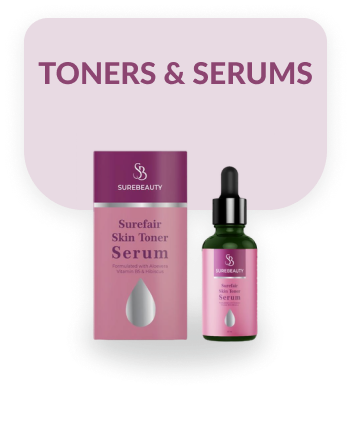 TONERS & SERUMS
SB
SUREBEAUTY
Surefair
Skin Toner
Serum
SB
SUREBEAUTY
Surefair
Skin Toner
Serum